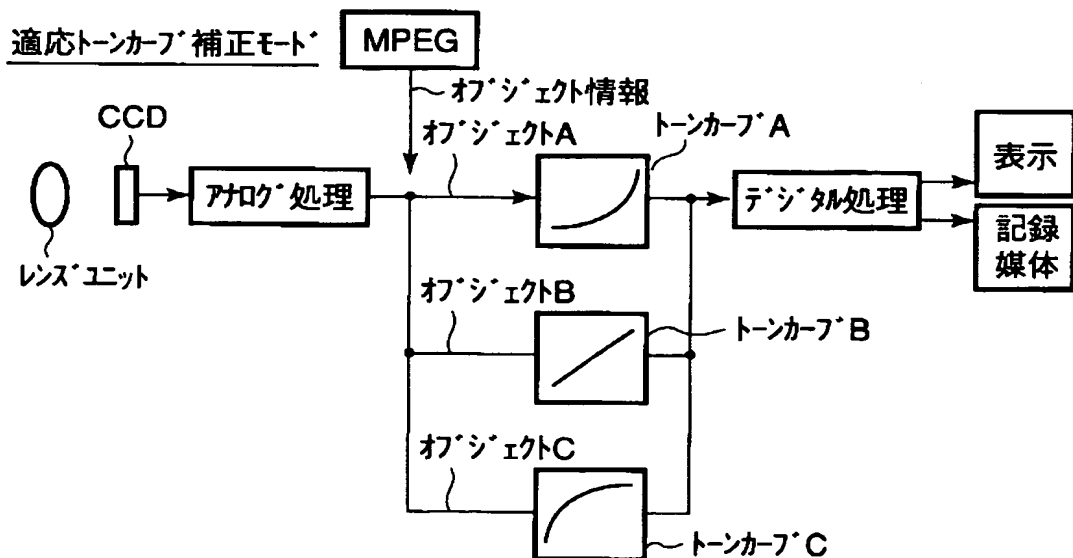 適応トーンカーブ補正モード
MPEG
オブジェクト情報
CCD
オブジェクトA
トーンカーブA
アナログ処理
デジタル処理
表示
記録
媒体
レンズユニット
オブジェクトB
トーンカーブB
オブジェクトC
トーンカーブC